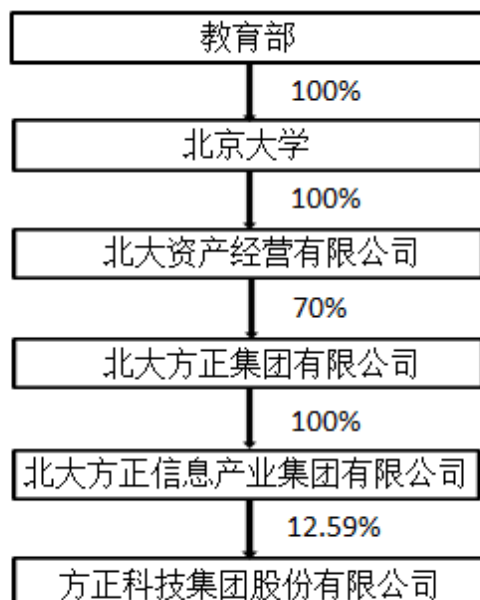 教育部
100%
北京大学
100%
北大资产经营有限公司
70%
北大方正集团有限公司
100%
北大方正信息产业集团有限公司
12.59%
方正科技集团股份有限公司